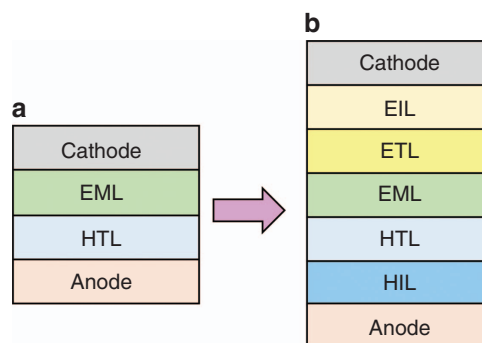 a
Cathode
EML
HTL
Anode
b
Cathode
EIL
ETL
EML
HTL
HIL
Anode